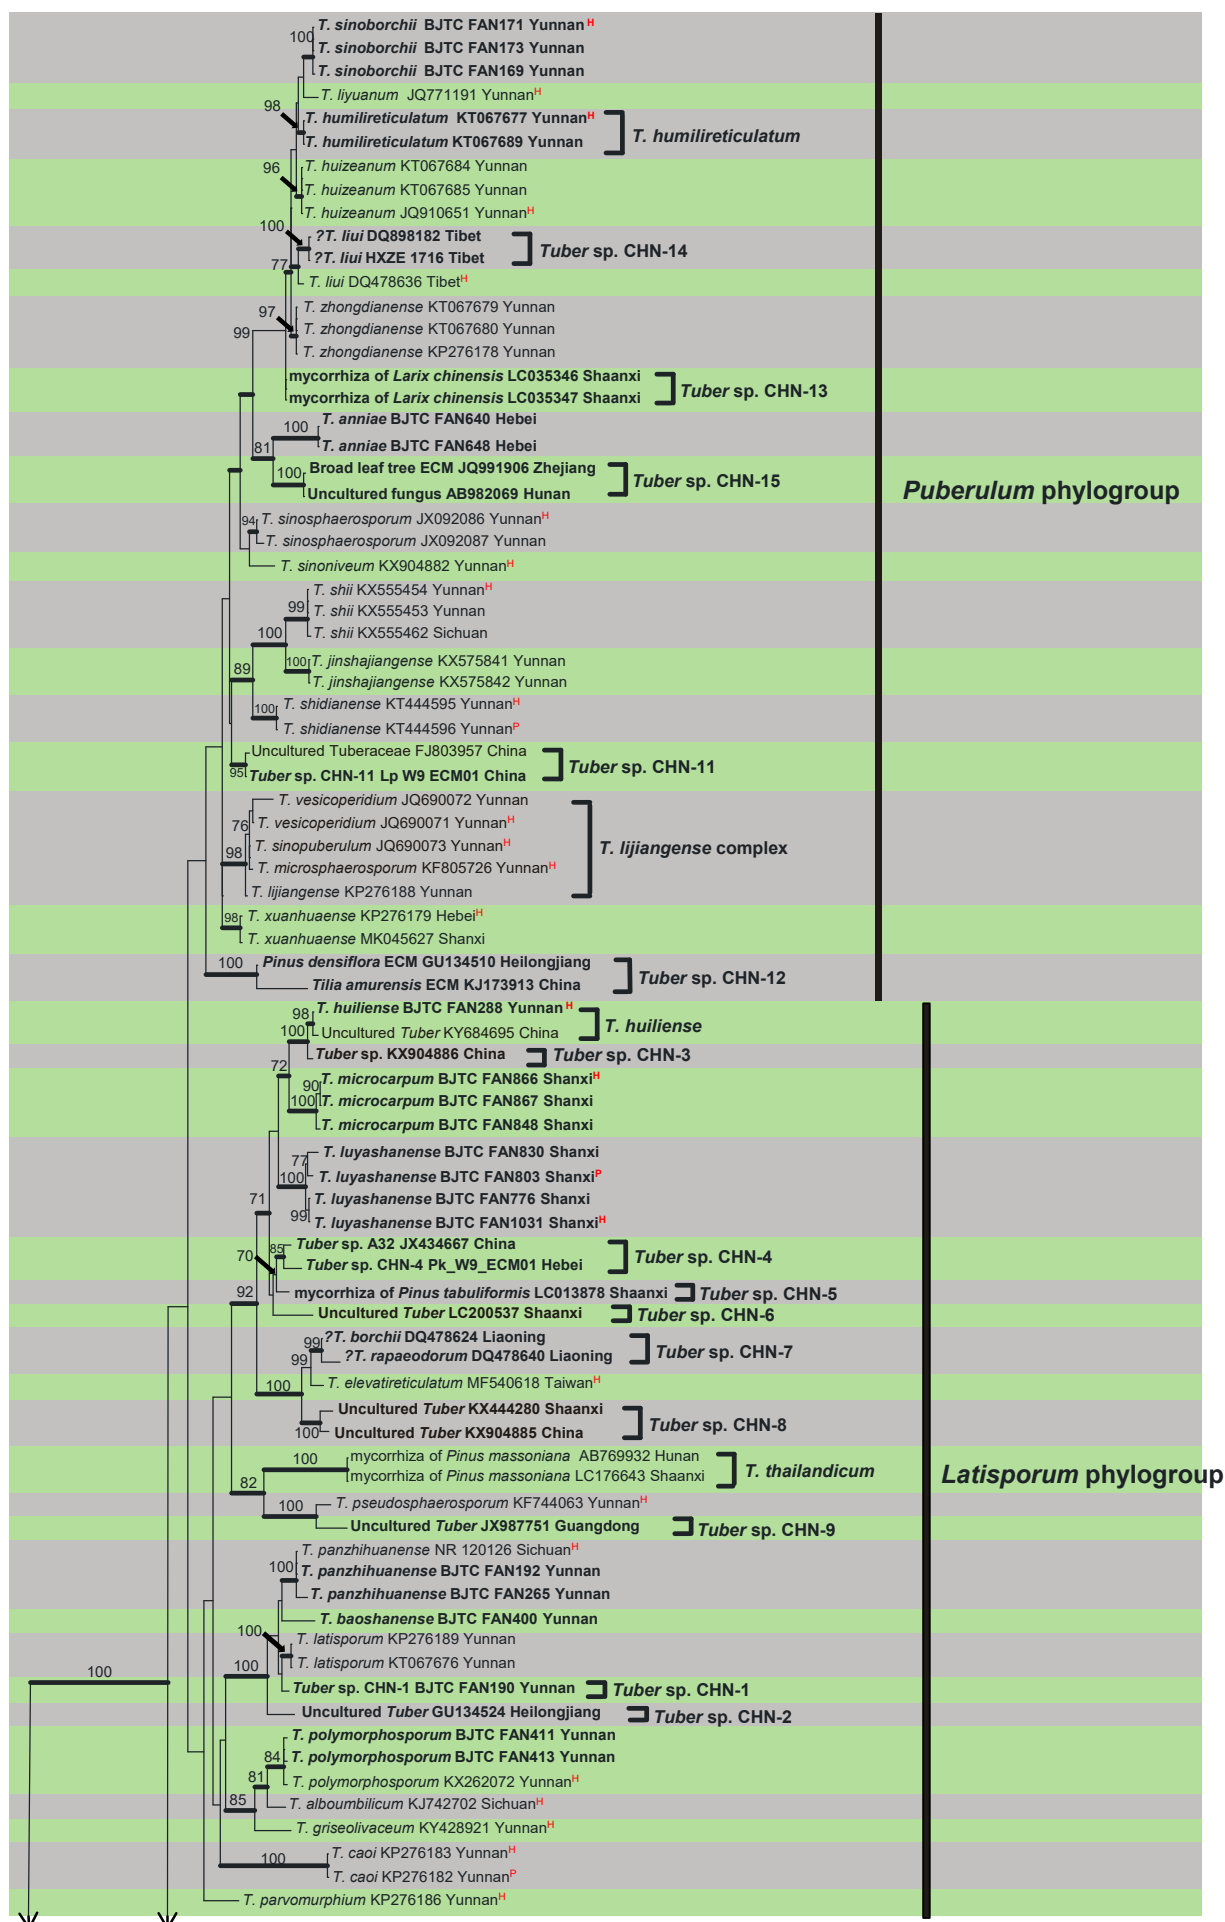 T. sinoborchii BJTC FAN171 Yunnan H
100
T. sinoborchii BJTC FAN173 Yunnan
T. sinoborchii BJTC FAN169 Yunnan
T. liyuanum JQ771191 Yunnan H
98
T. humilireticulatum KT067677 Yunnan H
T. humilireticulatum KT067689 Yunnan
T. humilireticulatum
96
T. huizeanum KT067684 Yunnan
T. huizeanum KT067685 Yunnan
T. huizeanum JQ910651 Yunnan H
100
?T. liui DQ898182 Tibet
?T. liui HXZE 1716 Tibet
Tuber sp. CHN-14
77
T. liui DQ478636 Tibet H
97
T. zhongdianense KT067679 Yunnan
T. zhongdianense KT067680 Yunnan
T. zhongdianense KP276178 Yunnan
99
mycorrhiza of Larix chinensis LC035346 Shaanxi
mycorrhiza of Larix chinensis LC035347 Shaanxi
Tuber sp. CHN-13
100
T. anniae BJTC FAN640 Hebei
T. anniae BJTC FAN648 Hebei
81
100
Broad leaf tree ECM JQ991906 Zhejiang
Uncultured fungus AB982069 Hunan
Tuber sp. CHN-15
Puberulum phylogroup
94
T. sinosphaerosporum JX092086 Yunnan H
T. sinosphaerosporum JX092087 Yunnan
T. sinoniveum KX904882 Yunnan H
T. shii KX555454 Yunnan H
99
T. shii KX555453 Yunnan
T. shii KX555462 Sichuan
100
100
T. jinshajiangense KX575841 Yunnan
T. jinshajiangense KX575842 Yunnan
89
T. shidianense KT444595 Yunnan H
100
T. shidianense KT444596 Yunnan P
Uncultured Tuberaceae FJ803957 China
95
Tuber sp. CHN-11 Lp W9 ECM01 China
Tuber sp. CHN-11
T. vesicoperidium JQ690072 Yunnan
76
T. vesicoperidium JQ690071 Yunnan H
T. sinopuberulum JQ690073 Yunnan H
98
T. microsphaerosporum KF805726 Yunnan H
T. lijiangense KP276188 Yunnan
T. lijiangense complex
98
T. xuanhuaense KP276179 Hebei H
T. xuanhuaense MK045627 Shanxi
100
Pinus densiflora ECM GU134510 Heilongjiang
Tilia amurensis ECM KJ173913 China
Tuber sp. CHN-12
98
T. huiliense BJTC FAN288 Yunnan H
Uncultured Tuber KY684695 China
T. huiliense
100
Tuber sp. KX904886 China
Tuber sp. CHN-3
72
90
T. microcarpum BJTC FAN866 Shanxi H
100
T. microcarpum BJTC FAN867 Shanxi
T. microcarpum BJTC FAN848 Shanxi
T. luyashanense BJTC FAN830 Shanxi
77
100
T. luyashanense BJTC FAN803 Shanxi P
T. luyashanense BJTC FAN776 Shanxi
99
T. luyashanense BJTC FAN1031 Shanxi H
71
70
85
Tuber sp. A32 JX434667 China
Tuber sp. CHN-4 Pk_W9_ECM01 Hebei
Tuber sp. CHN-4
mycorrhiza of Pinus tabuliformis LC013878 Shaanxi
Tuber sp. CHN-5
92
Uncultured Tuber LC200537 Shaanxi
Tuber sp. CHN-6
99
?T. borchii DQ478624 Liaoning
?T. rapaeodorum DQ478640 Liaoning
Tuber sp. CHN-7
99
T. elevatireticulatum MF540618 Taiwan H
100
Uncultured Tuber KX444280 Shaanxi
100
Uncultured Tuber KX904885 China
Tuber sp. CHN-8
100
mycorrhiza of Pinus massoniana AB769932 Hunan
mycorrhiza of Pinus massoniana LC176643 Shaanxi
T. thailandicum
Latisporum phylogroup
82
100
T. pseudosphaerosporum KF744063 Yunnan H
Uncultured Tuber JX987751 Guangdong
Tuber sp. CHN-9
T. panzhihuanense NR 120126 Sichuan H
100
T. panzhihuanense BJTC FAN192 Yunnan
T. panzhihuanense BJTC FAN265 Yunnan
T. baoshanense BJTC FAN400 Yunnan
100
T. latisporum KP276189 Yunnan
T. latisporum KT067676 Yunnan
100
100
Tuber sp. CHN-1 BJTC FAN190 Yunnan
Tuber sp. CHN-1
Uncultured Tuber GU134524 Heilongjiang
Tuber sp. CHN-2
T. polymorphosporum BJTC FAN411 Yunnan
84
T. polymorphosporum BJTC FAN413 Yunnan
81
T. polymorphosporum KX262072 Yunnan H
85
T. alboumbilicum KJ742702 Sichuan H
T. griseolivaceum KY428921 Yunnan H
100
T. caoi KP276183 Yunnan H
T. caoi KP276182 Yunnan P
T. parvomurphium KP276186 Yunnan H